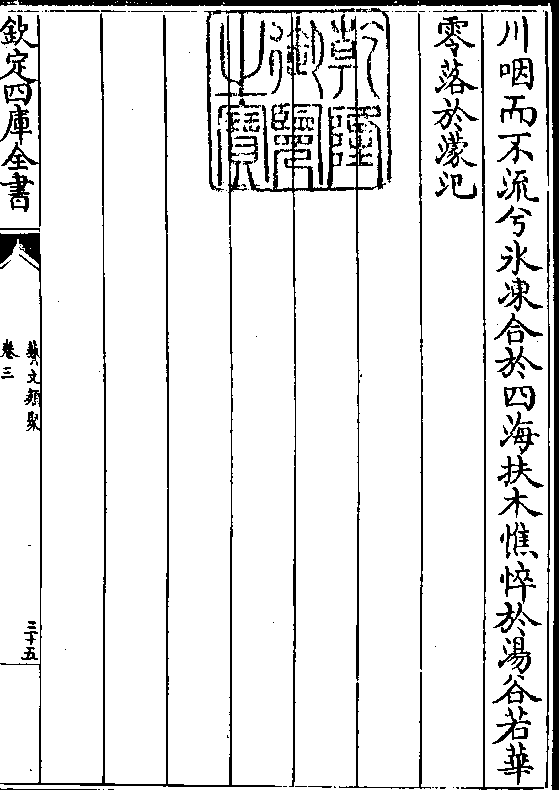 川咽而不流兮氷凍合於四海扶木憔悴於湯谷若華
零落於濛汜
乾隆
御覽
之寶
欽定四庫全書
藝文類聚
卷三
三十五